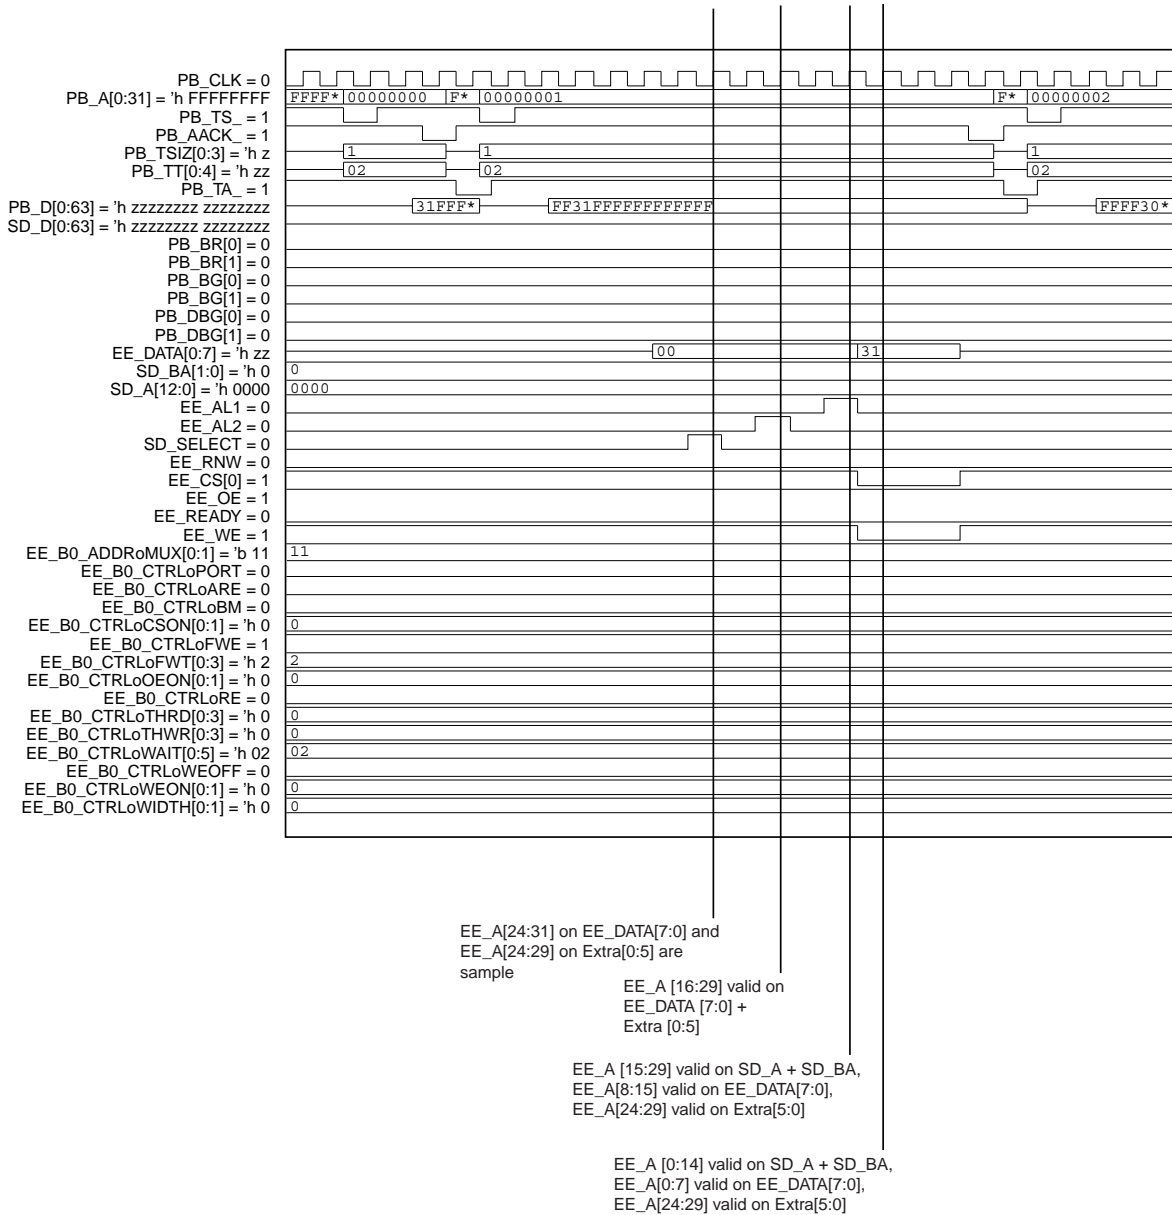 PB_CLK = 0
PB_A[0:31] = 'h FFFFFFFF FFFF* 00000000 F* 00000001 F* 00000002
PB_TS_ = 1
PB_AACK_ = 1
PB_TSIZ[0:3] = 'h z 1 1 1
PB_TT[0:4] = 'h zz 02 02 02
PB_TA_ = 1
PB_D[0:63] = 'h zzzzzzzz zzzzzzzz 31FFF* FF31FFFFFFFFFFFF FFFF30*
SD_D[0:63] = 'h zzzzzzzz zzzzzzzz
PB_BR[0] = 0
PB_BR[1] = 0
PB_BG[0] = 0
PB_BG[1] = 0
PB_DBG[0] = 0
PB_DBG[1] = 0
EE_DATA[0:7] = 'h zz 00 31
SD_BA[1:0] = 'h 0 0
SD_A[12:0] = 'h 0000 0000
EE_AL1 = 0
EE_AL2 = 0
SD_SELECT = 0
EE_RNW = 0
EE_CS[0] = 1
EE_OE = 1
EE_READY = 0
EE_WE = 1
EE_B0_ADDRoMUX[0:1] = 'b 11 11
EE_B0_CTRLoPORT = 0
EE_B0_CTRLoARE = 0
EE_B0_CTRLoBM = 0
EE_B0_CTRLoCSON[0:1] = 'h 0 0
EE_B0_CTRLoFWE = 1
EE_B0_CTRLoFWT[0:3] = 'h 2 2
EE_B0_CTRLoOEON[0:1] = 'h 0 0
EE_B0_CTRLoRE = 0
EE_B0_CTRLoTHRD[0:3] = 'h 0 0
EE_B0_CTRLoTHWR[0:3] = 'h 0 0
EE_B0_CTRLoWAIT[0:5] = 'h 02 02
EE_B0_CTRLoWEOFF = 0
EE_B0_CTRLoWEON[0:1] = 'h 0 0
EE_B0_CTRLoWIDTH[0:1] = 'h 0 0
EE_A[24:31] on EE_DATA[7:0] and
EE_A[24:29] on Extra[0:5] are
sample
EE_A [16:29] valid on
EE_DATA [7:0] +
Extra [0:5]
EE_A [15:29] valid on SD_A + SD_BA,
EE_A[8:15] valid on EE_DATA[7:0],
EE_A[24:29] valid on Extra[5:0]
EE_A [0:14] valid on SD_A + SD_BA,
EE_A[0:7] valid on EE_DATA[7:0],
EE_A[24:29] valid on Extra[5:0]